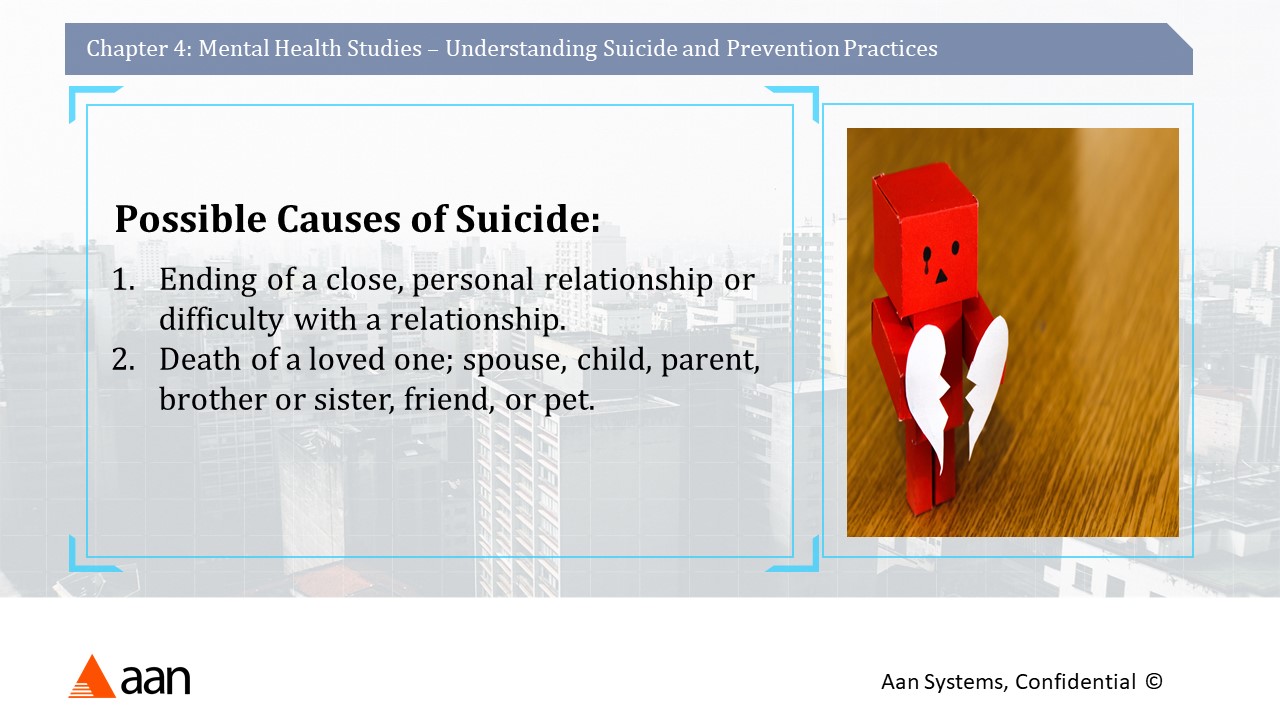 Chapter 4: Mental Health Studies – Understanding Suicide and Prevention Practices
Possible Causes of Suicide:
1. Ending of a close, personal relationship or
difficulty with a relationship.
2. Death of a loved one; spouse, child, parent,
brother or sister, friend, or pet.
aan
Aan Systems, Confidential ©